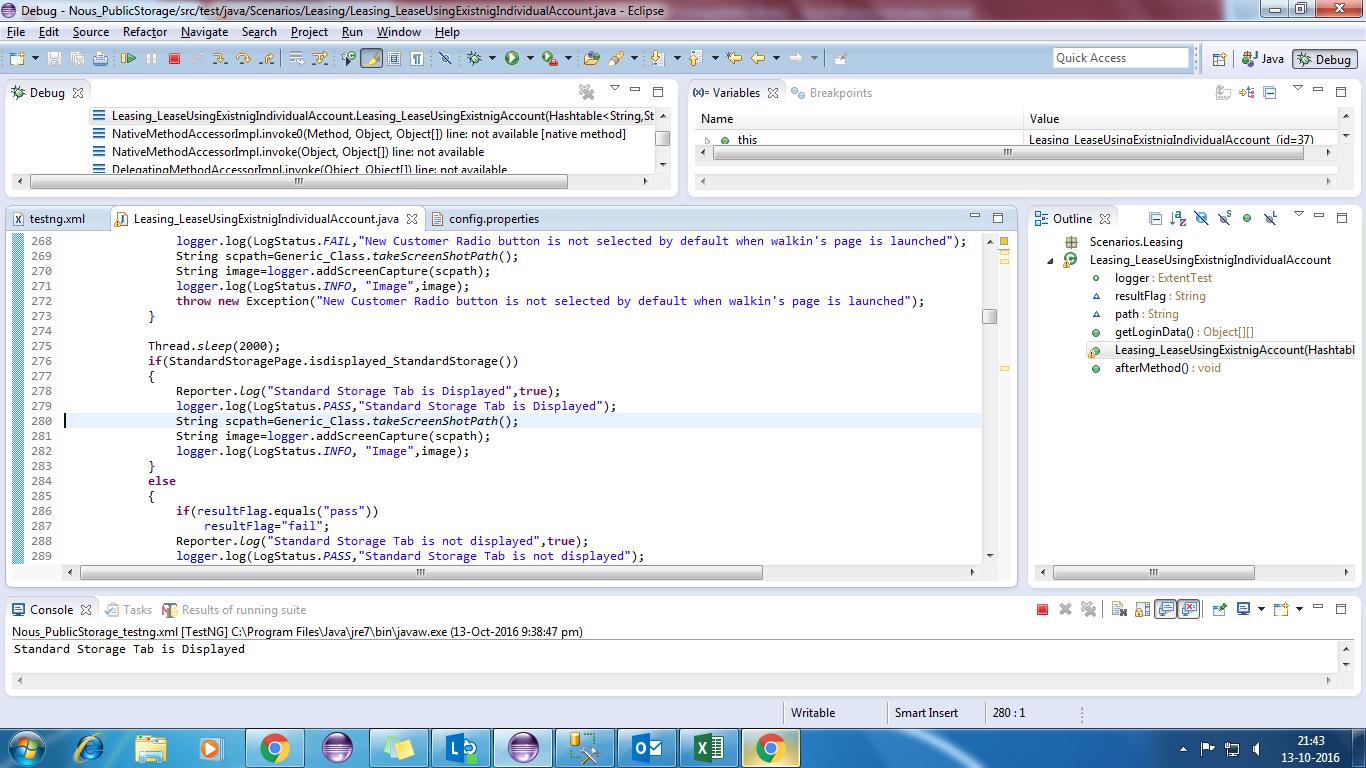 Debug - Nous_PublicStorage/src/test/java/Scenarios/Leasing/Leasing_LeaseUsingExistnigIndividualAccount.java - Eclipse
File Edit Source Refactor Navigate Search Project Run Window Help
Quick Access Java Debug
Debug
Leasing_LeaseUsingExistnigIndividualAccount.Leasing_LeaseUsingExistnigAccount(Hashtable<String,St
NativeMethodAccessorImpl.invoke0(Method, Object, Object[]) line: not available [native method]
NativeMethodAccessorImpl.invoke(Object, Object[]) line: not available
DelegatingMethodAccessorImpl.invoke(Object, Object[]) line: not available
(x)= Variables Breakpoints
Name Value
this Leasing_LeaseUsingExistnigIndividualAccount (id=37)
testng.xml Leasing_LeaseUsingExistnigIndividualAccount.java config.properties
268 logger.log(LogStatus.FAIL,"New Customer Radio button is not selected by default when walkin's page is launched");
269 String scpath=Generic_Class.takeScreenShotPath();
270 String image=logger.addScreenCapture(scpath);
271 logger.log(LogStatus.INFO, "Image",image);
272 throw new Exception("New Customer Radio button is not selected by default when walkin's page is launched");
273 }
274
275 Thread.sleep(2000);
276 if(StandardStoragePage.isdisplayed_StandardStorage())
277 {
278 Reporter.log("Standard Storage Tab is Displayed",true);
279 logger.log(LogStatus.PASS,"Standard Storage Tab is Displayed");
280 String scpath=Generic_Class.takeScreenShotPath();
281 String image=logger.addScreenCapture(scpath);
282 logger.log(LogStatus.INFO, "Image",image);
283 }
284 else
285 {
286 if(resultFlag.equals("pass"))
287 resultFlag="fail";
288 Reporter.log("Standard Storage Tab is not displayed",true);
289 logger.log(LogStatus.PASS,"Standard Storage Tab is not displayed");
Outline
Scenarios.Leasing
Leasing_LeaseUsingExistnigIndividualAccount
logger : ExtentTest
resultFlag : String
path : String
getLoginData() : Object[][]
Leasing_LeaseUsingExistnigAccount(Hashtabl
afterMethod() : void
Console Tasks Results of running suite
Nous_PublicStorage_testng.xml [TestNG] C:\Program Files\Java\jre7\bin\javaw.exe (13-Oct-2016 9:38:47 pm)
Standard Storage Tab is Displayed
Writable Smart Insert 280 : 1
21:43
13-10-2016